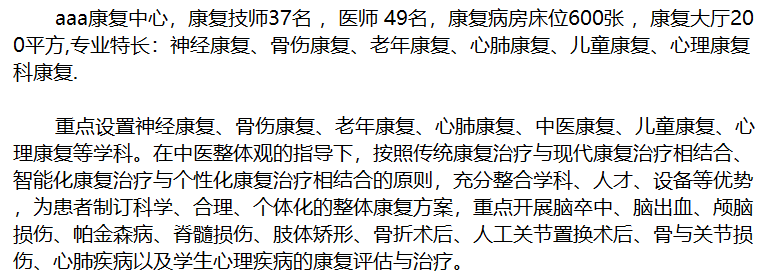 aaa康复中心，康复技师37名 ，医师 49名，康复病房床位600张 ，康复大厅20
0平方,专业特长：神经康复、骨伤康复、老年康复、心肺康复、儿童康复、心理康复
科康复.
重点设置神经康复、骨伤康复、老年康复、心肺康复、中医康复、儿童康复、心
理康复等学科。在中医整体观的指导下，按照传统康复治疗与现代康复治疗相结合、
智能化康复治疗与个性化康复治疗相结合的原则，充分整合学科、人才、设备等优势
，为患者制订科学、合理、个体化的整体康复方案，重点开展脑卒中、脑出血、颅脑
损伤、帕金森病、脊髓损伤、肢体矫形、骨折术后、人工关节置换术后、骨与关节损
伤、心肺疾病以及学生心理疾病的康复评估与治疗。